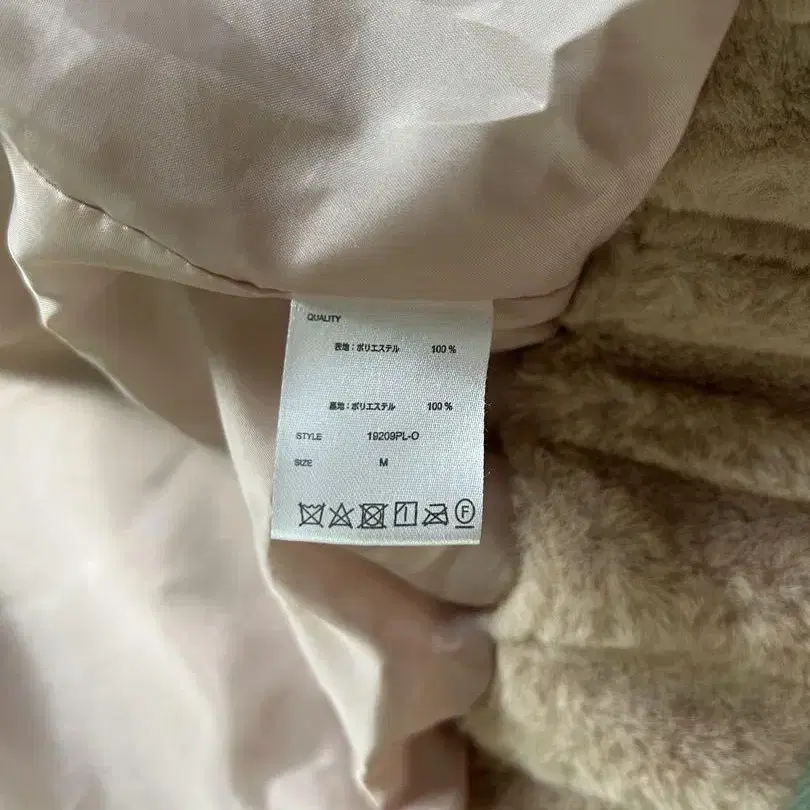 QUALITY
表地：ポリエステル 100 %
裏地：ポリエステル 100 %
STYLE 19209PL-O
SIZE M
F